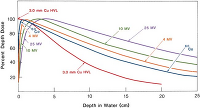 3.0 mm Cu HVL
10 MV
25 MV
4 MV
60
Co
4 MV
25 MV
10 MV
3.0 mm Cu HVL
Percent Depth Dose
100
80
60
40
20
0
0
5
10
15
20
25
Depth in Water (cm)